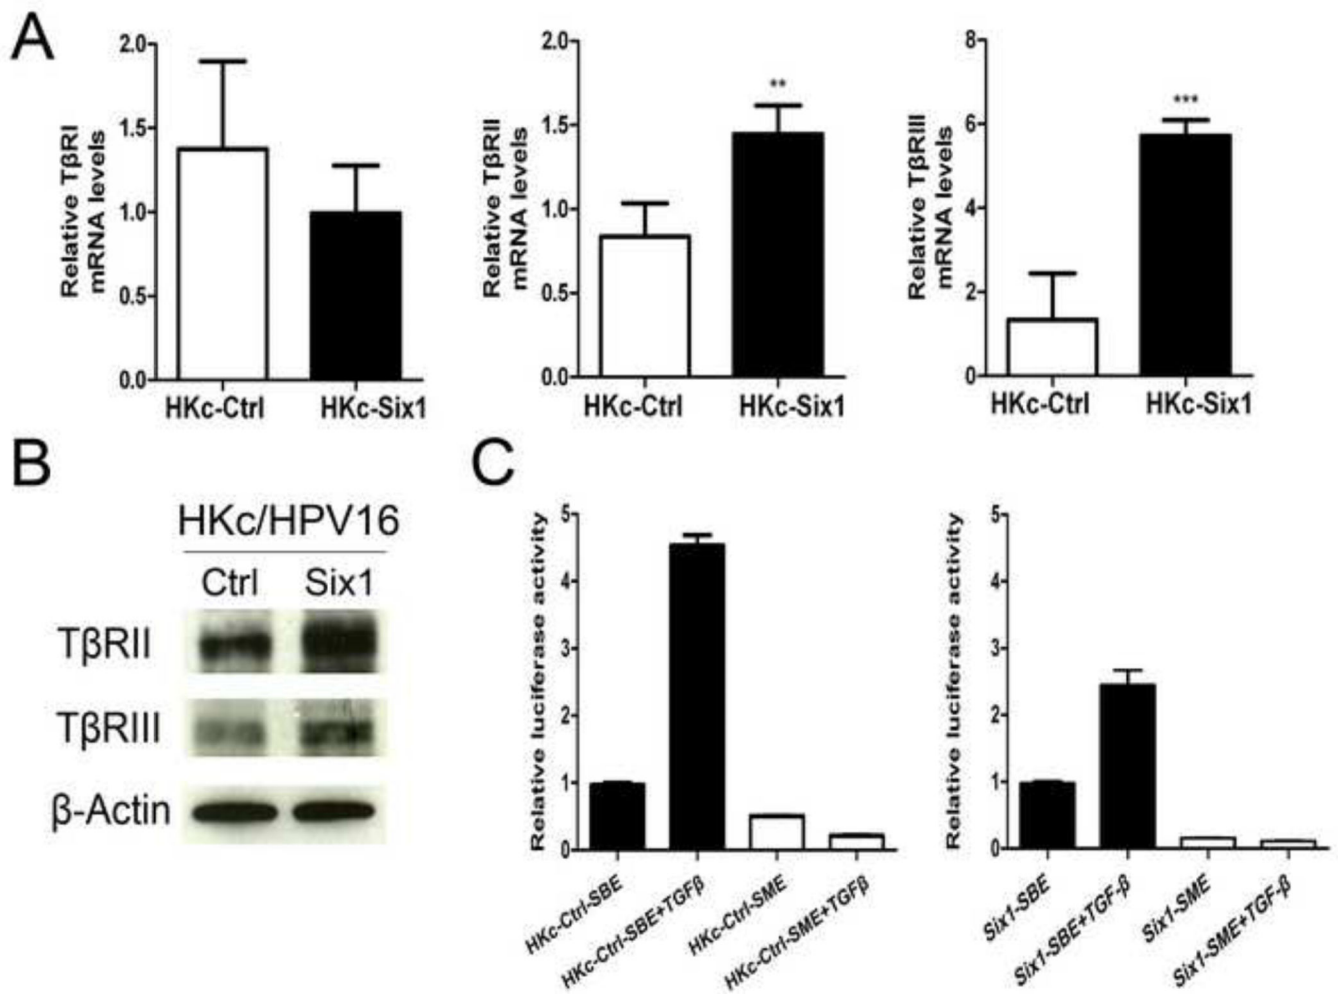 A
Relative TβRI
mRNA levels
2.0
1.5
1.0
0.5
0.0
HKc-Ctrl
HKc-Six1
Relative TβRII
mRNA levels
2.0
1.5
1.0
0.5
0.0
**
HKc-Ctrl
HKc-Six1
Relative TβRIII
mRNA levels
8
6
4
2
0
***
HKc-Ctrl
HKc-Six1
B
HKc/HPV16
Ctrl Six1
TβRII
TβRIII
β-Actin
C
Relative luciferase activity
5
4
3
2
1
0
HKc-Ctrl-SBE
HKc-Ctrl-SBE+TGFβ
HKc-Ctrl-SME
HKc-Ctrl-SME+TGFβ
Relative luciferase activity
5
4
3
2
1
0
Six1-SBE
Six1-SBE+TGF-β
Six1-SME
Six1-SME+TGF-β